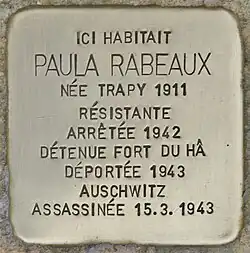 ICI HABITAIT
PAULA RABEAUX
NÉE TRAPY 1911
RÉSISTANTE
ARRÊTÉE 1942
DÉTENUE FORT DU HÂ
DÉPORTÉE 1943
AUSCHWITZ
ASSASSINÉE 15.3.1943